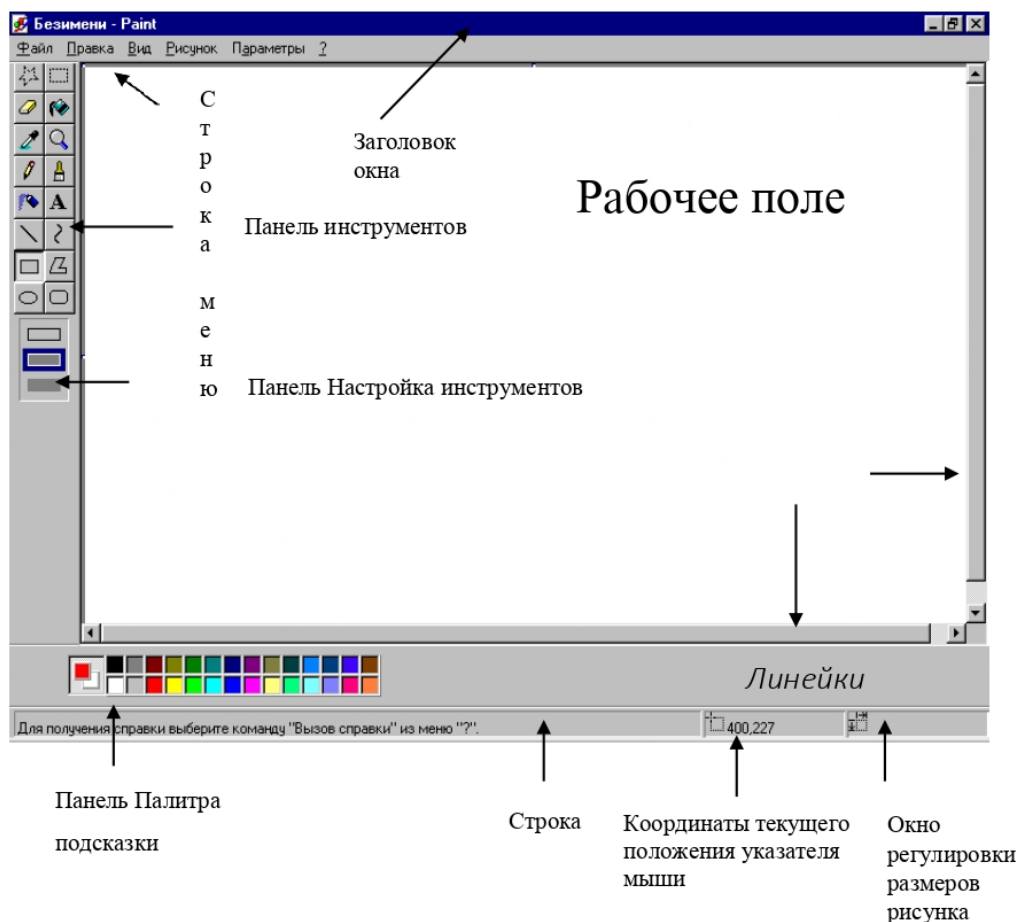 Безимени - Paint
Файл Правка Вид Рисунок Параметры ?
Строка меню
Заголовок
окна
Рабочее поле
A
Панель инструментов
Панель Настройка инструментов
Линейки
Для получения справки выберите команду "Вызов справки" из меню "?".
400,227
Панель Палитра
подсказки
Строка
Координаты текущего
положения указателя
мыши
Окно
регулировки
размеров
рисунка